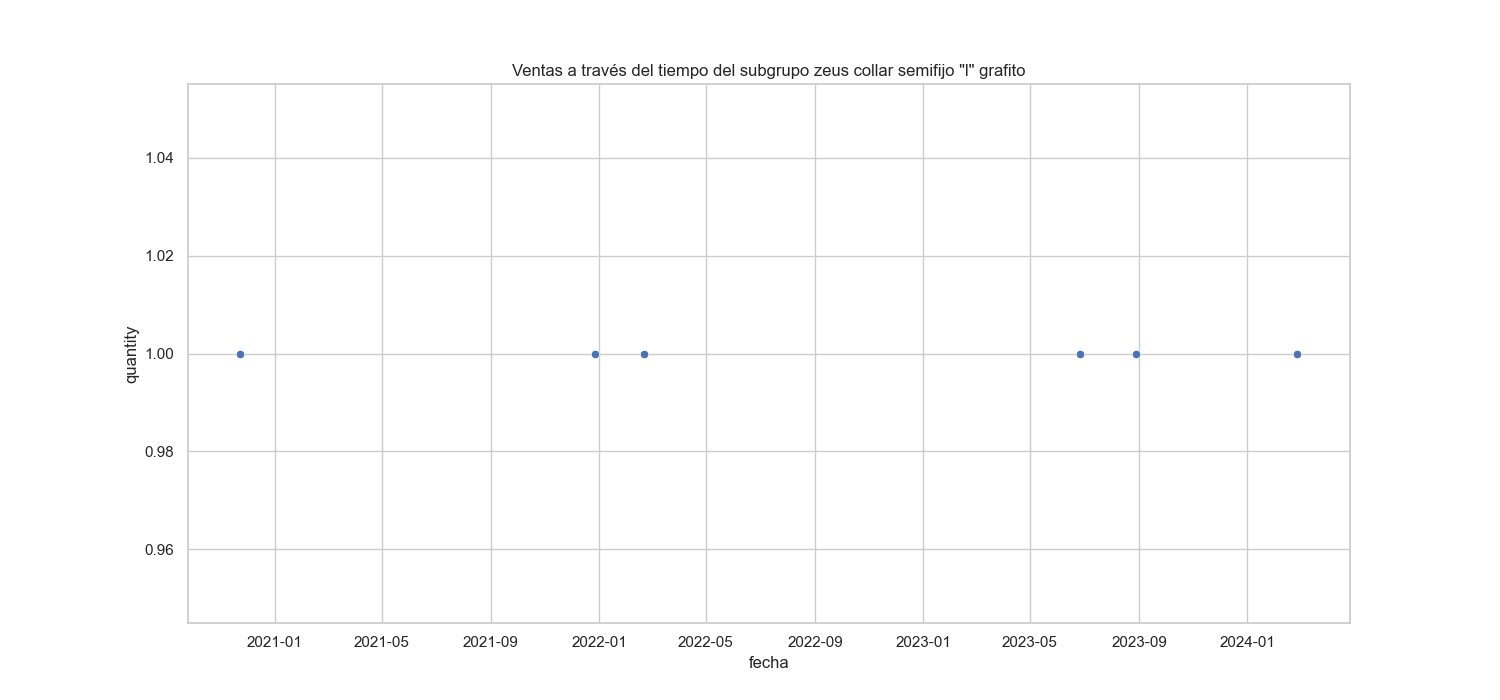 Ventas a través del tiempo del subgrupo zeus collar semifijo "l" grafito
1.04
1.02
1.00
0.98
0.96
quantity
2021-01 2021-05 2021-09 2022-01 2022-05 2022-09 2023-01 2023-05 2023-09 2024-01
fecha